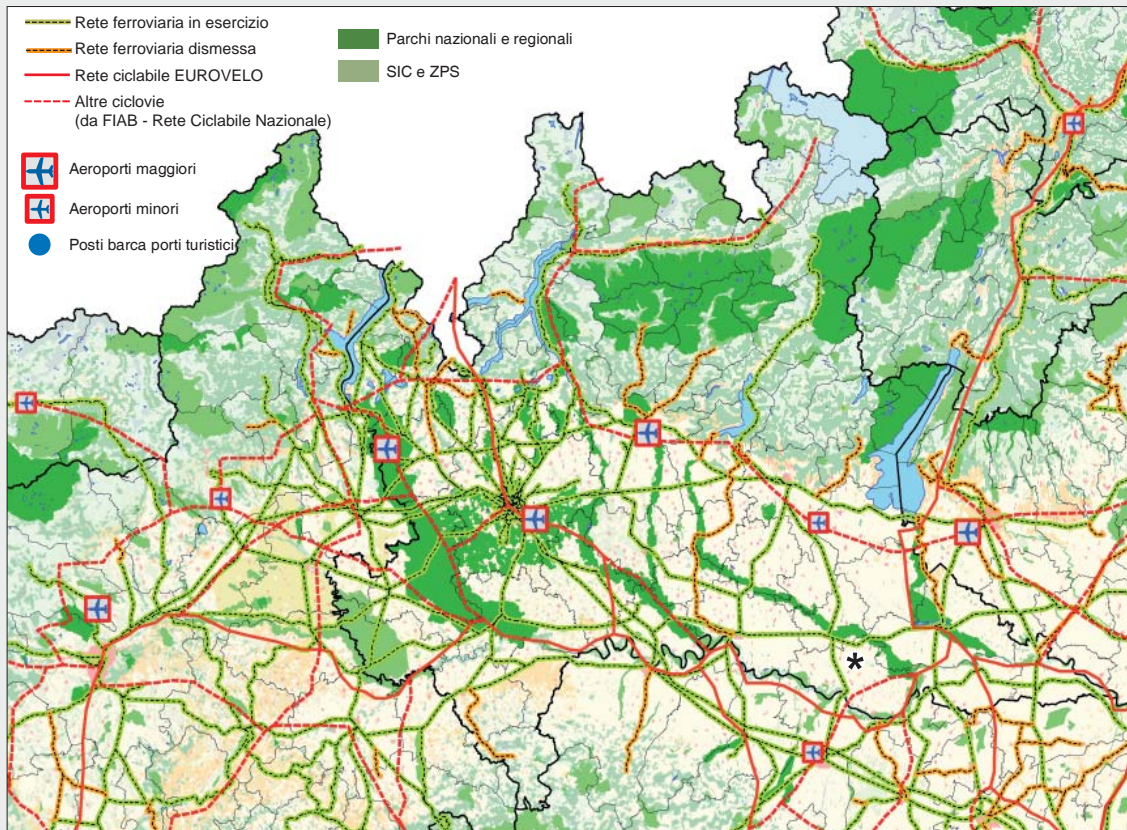 Rete ferroviaria in esercizio
Rete ferroviaria dismessa
Rete ciclabile EUROVELO
Altre ciclovie
(da FIAB - Rete Ciclabile Nazionale)
Aeroporti maggiori
Aeroporti minori
Posti barca porti turistici
Parchi nazionali e regionali
SIC e ZPS
*